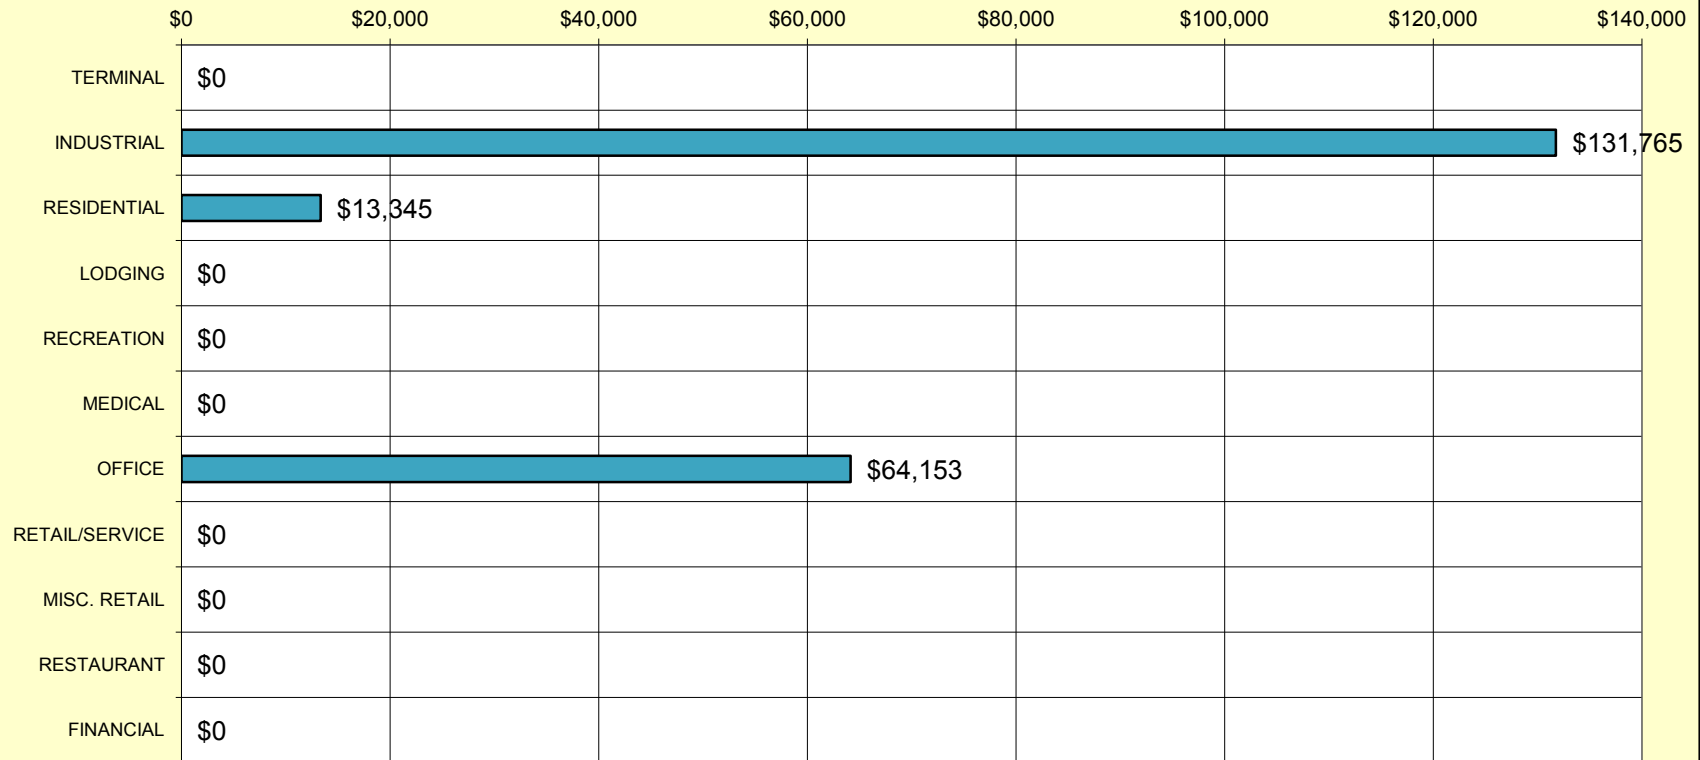 $0 $20,000 $40,000 $60,000 $80,000 $100,000 $120,000 $140,000
TERMINAL $0
INDUSTRIAL $131,765
RESIDENTIAL $13,345
LODGING $0
RECREATION $0
MEDICAL $0
OFFICE $64,153
RETAIL/SERVICE $0
MISC. RETAIL $0
RESTAURANT $0
FINANCIAL $0